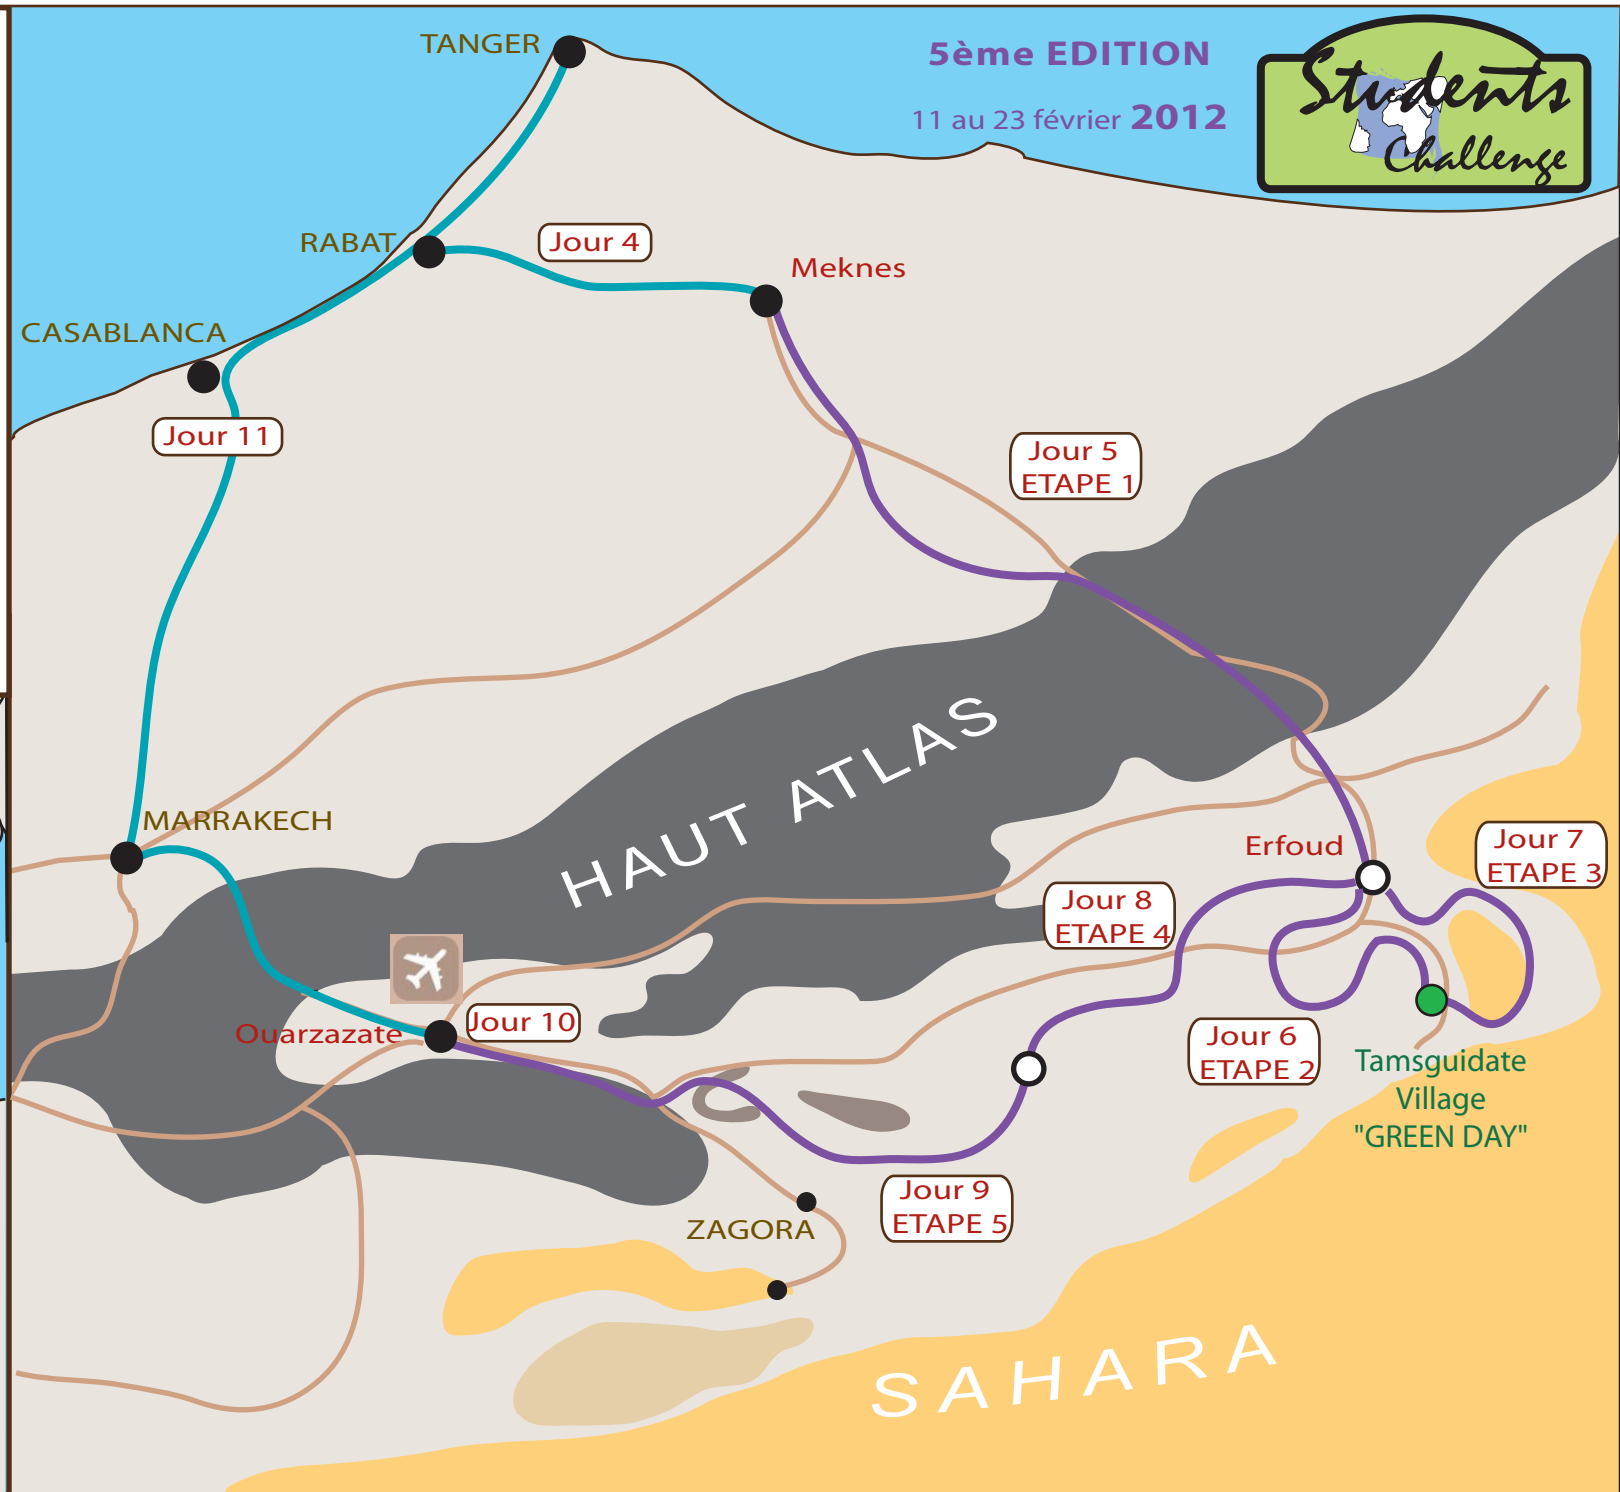 TANGER
5ème EDITION
11 au 23 février 2012
Students
Challenge
RABAT
Jour 4
Meknes
CASABLANCA
Jour 11
Jour 5
ETAPE 1
HAUT ATLAS
MARRAKECH
Erfoud
Jour 7
ETAPE 3
Jour 8
ETAPE 4
Ouarzazate
Jour 10
Jour 6
ETAPE 2
Tamsguidate
Village
"GREEN DAY"
Jour 9
ETAPE 5
ZAGORA
SAHARA